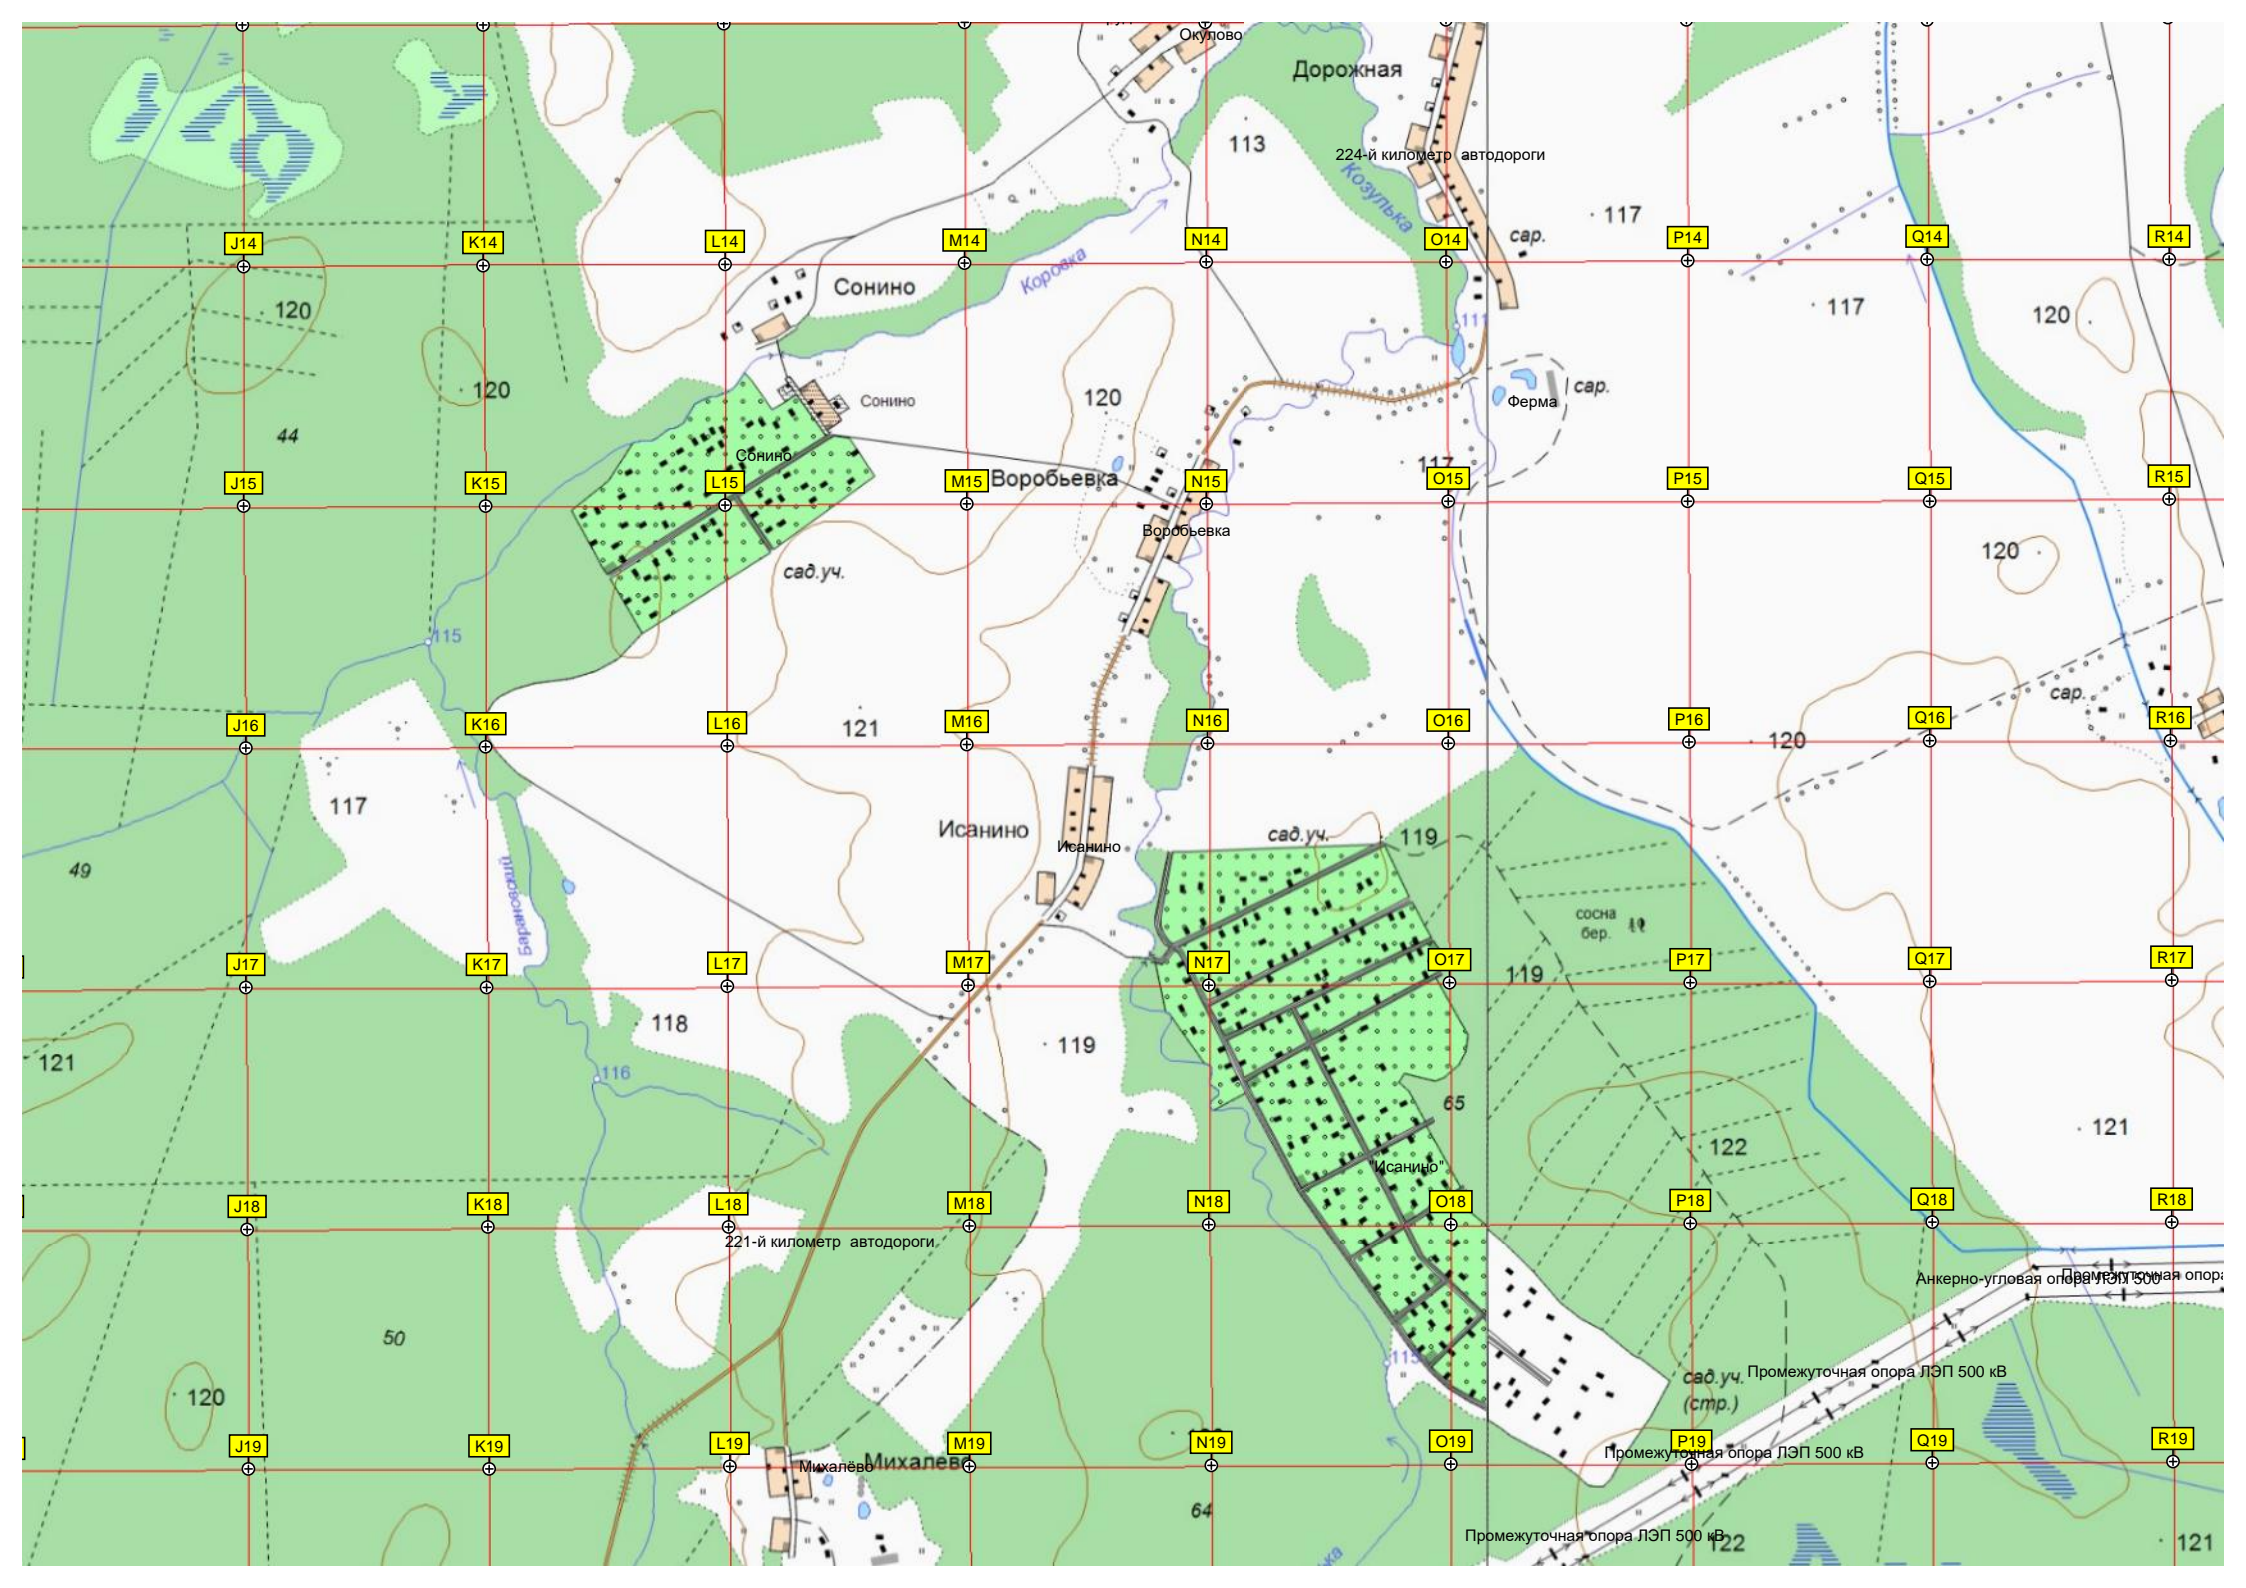 Окулово
Дорожная
113
224-й километр  автодороги
Козулька
117
сар.
J14
K14
L14
M14
N14
O14
P14
Q14
R14
Коровка
Сонино
120
117
120
111
120
44
Сонино
120
Ферма
сар.
Сонино
117
J15
K15
L15
M15
Воробьевка
N15
O15
P15
Q15
R15
Воробьевка
120
сад.уч.
115
сар.
J16
K16
L16
121
M16
N16
O16
P16
Q16
R16
120
117
Исанино
сад.уч.
119
Исанино
49
Барановский
сосна
бер.
J17
K17
L17
M17
N17
O17
119
P17
Q17
R17
118
119
121
116
65
121
122
"Исанино"
J18
K18
L18
M18
N18
O18
P18
Q18
R18
221-й километр  автодороги
Анкерно-угловая опора ЛЭП 500
Промежуточная опора
50
115
Промежуточная опора ЛЭП 500 кВ
сад.уч.
(стр.)
120
J19
K19
L19
M19
N19
O19
P19
Q19
R19
Промежуточная опора ЛЭП 500 кВ
Михалёво
Михалево
64
Промежуточная опора ЛЭП 500 кВ
122
121
ка